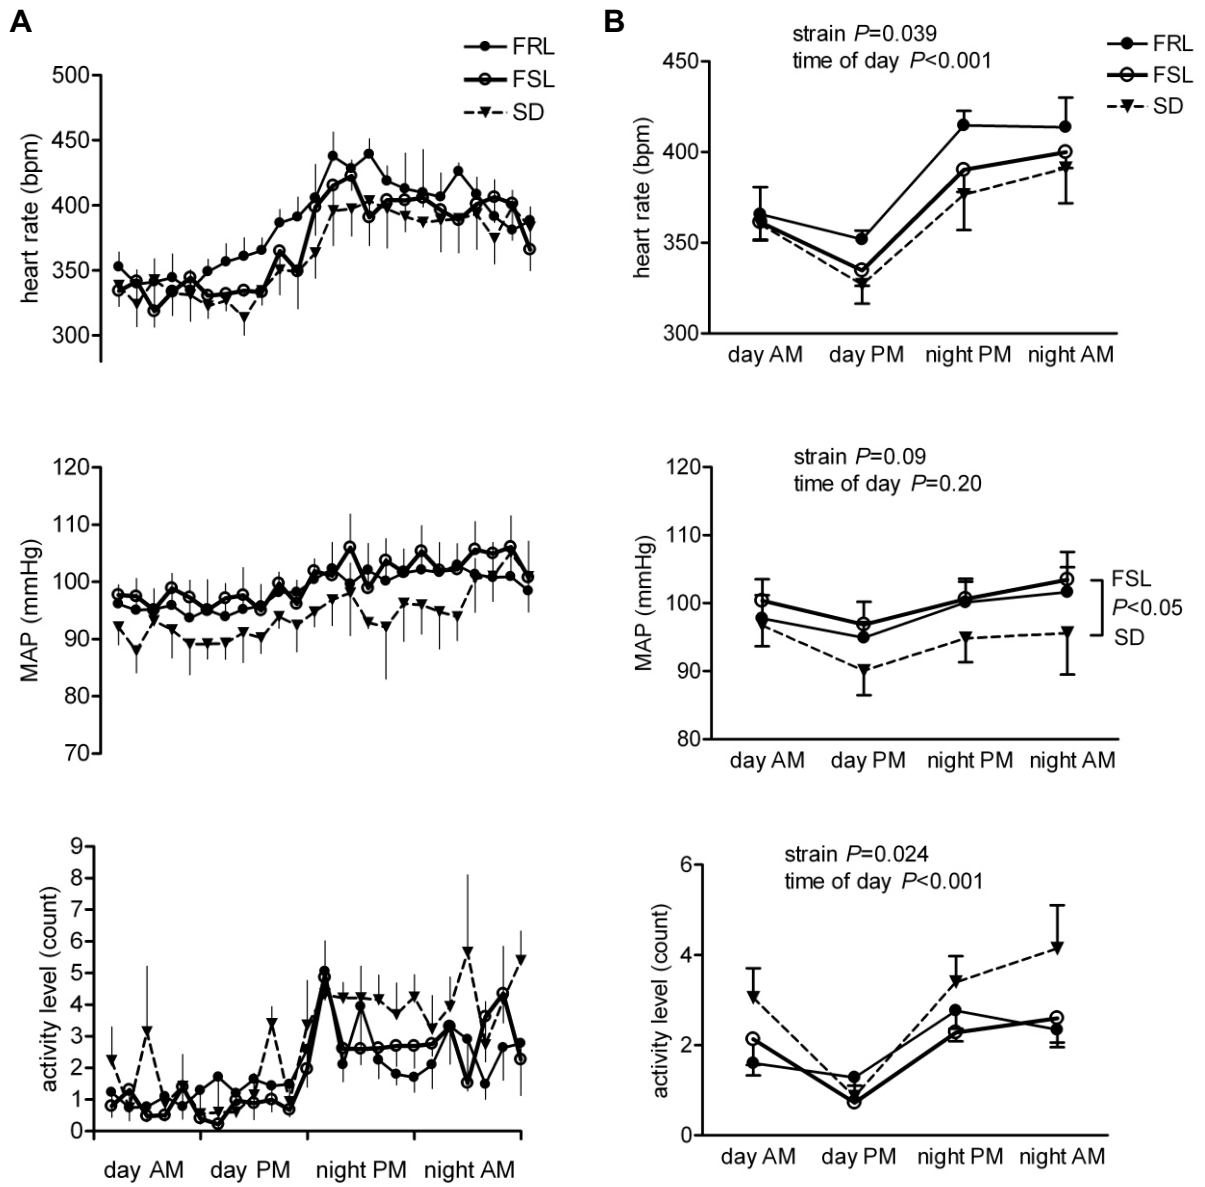 A
FRL
FSL
SD
500
450
400
350
300
heart rate (bpm)
B
strain P=0.039
time of day P<0.001
FRL
FSL
SD
450
400
350
300
heart rate (bpm)
day AM day PM night PM night AM
120
110
100
90
80
70
MAP (mmHg)
strain P=0.09
time of day P=0.20
120
110
100
90
80
MAP (mmHg)
FSL
P<0.05
SD
day AM day PM night PM night AM
9
8
7
6
5
4
3
2
1
0
activity level (count)
day AM day PM night PM night AM
strain P=0.024
time of day P<0.001
6
4
2
0
activity level (count)
day AM day PM night PM night AM